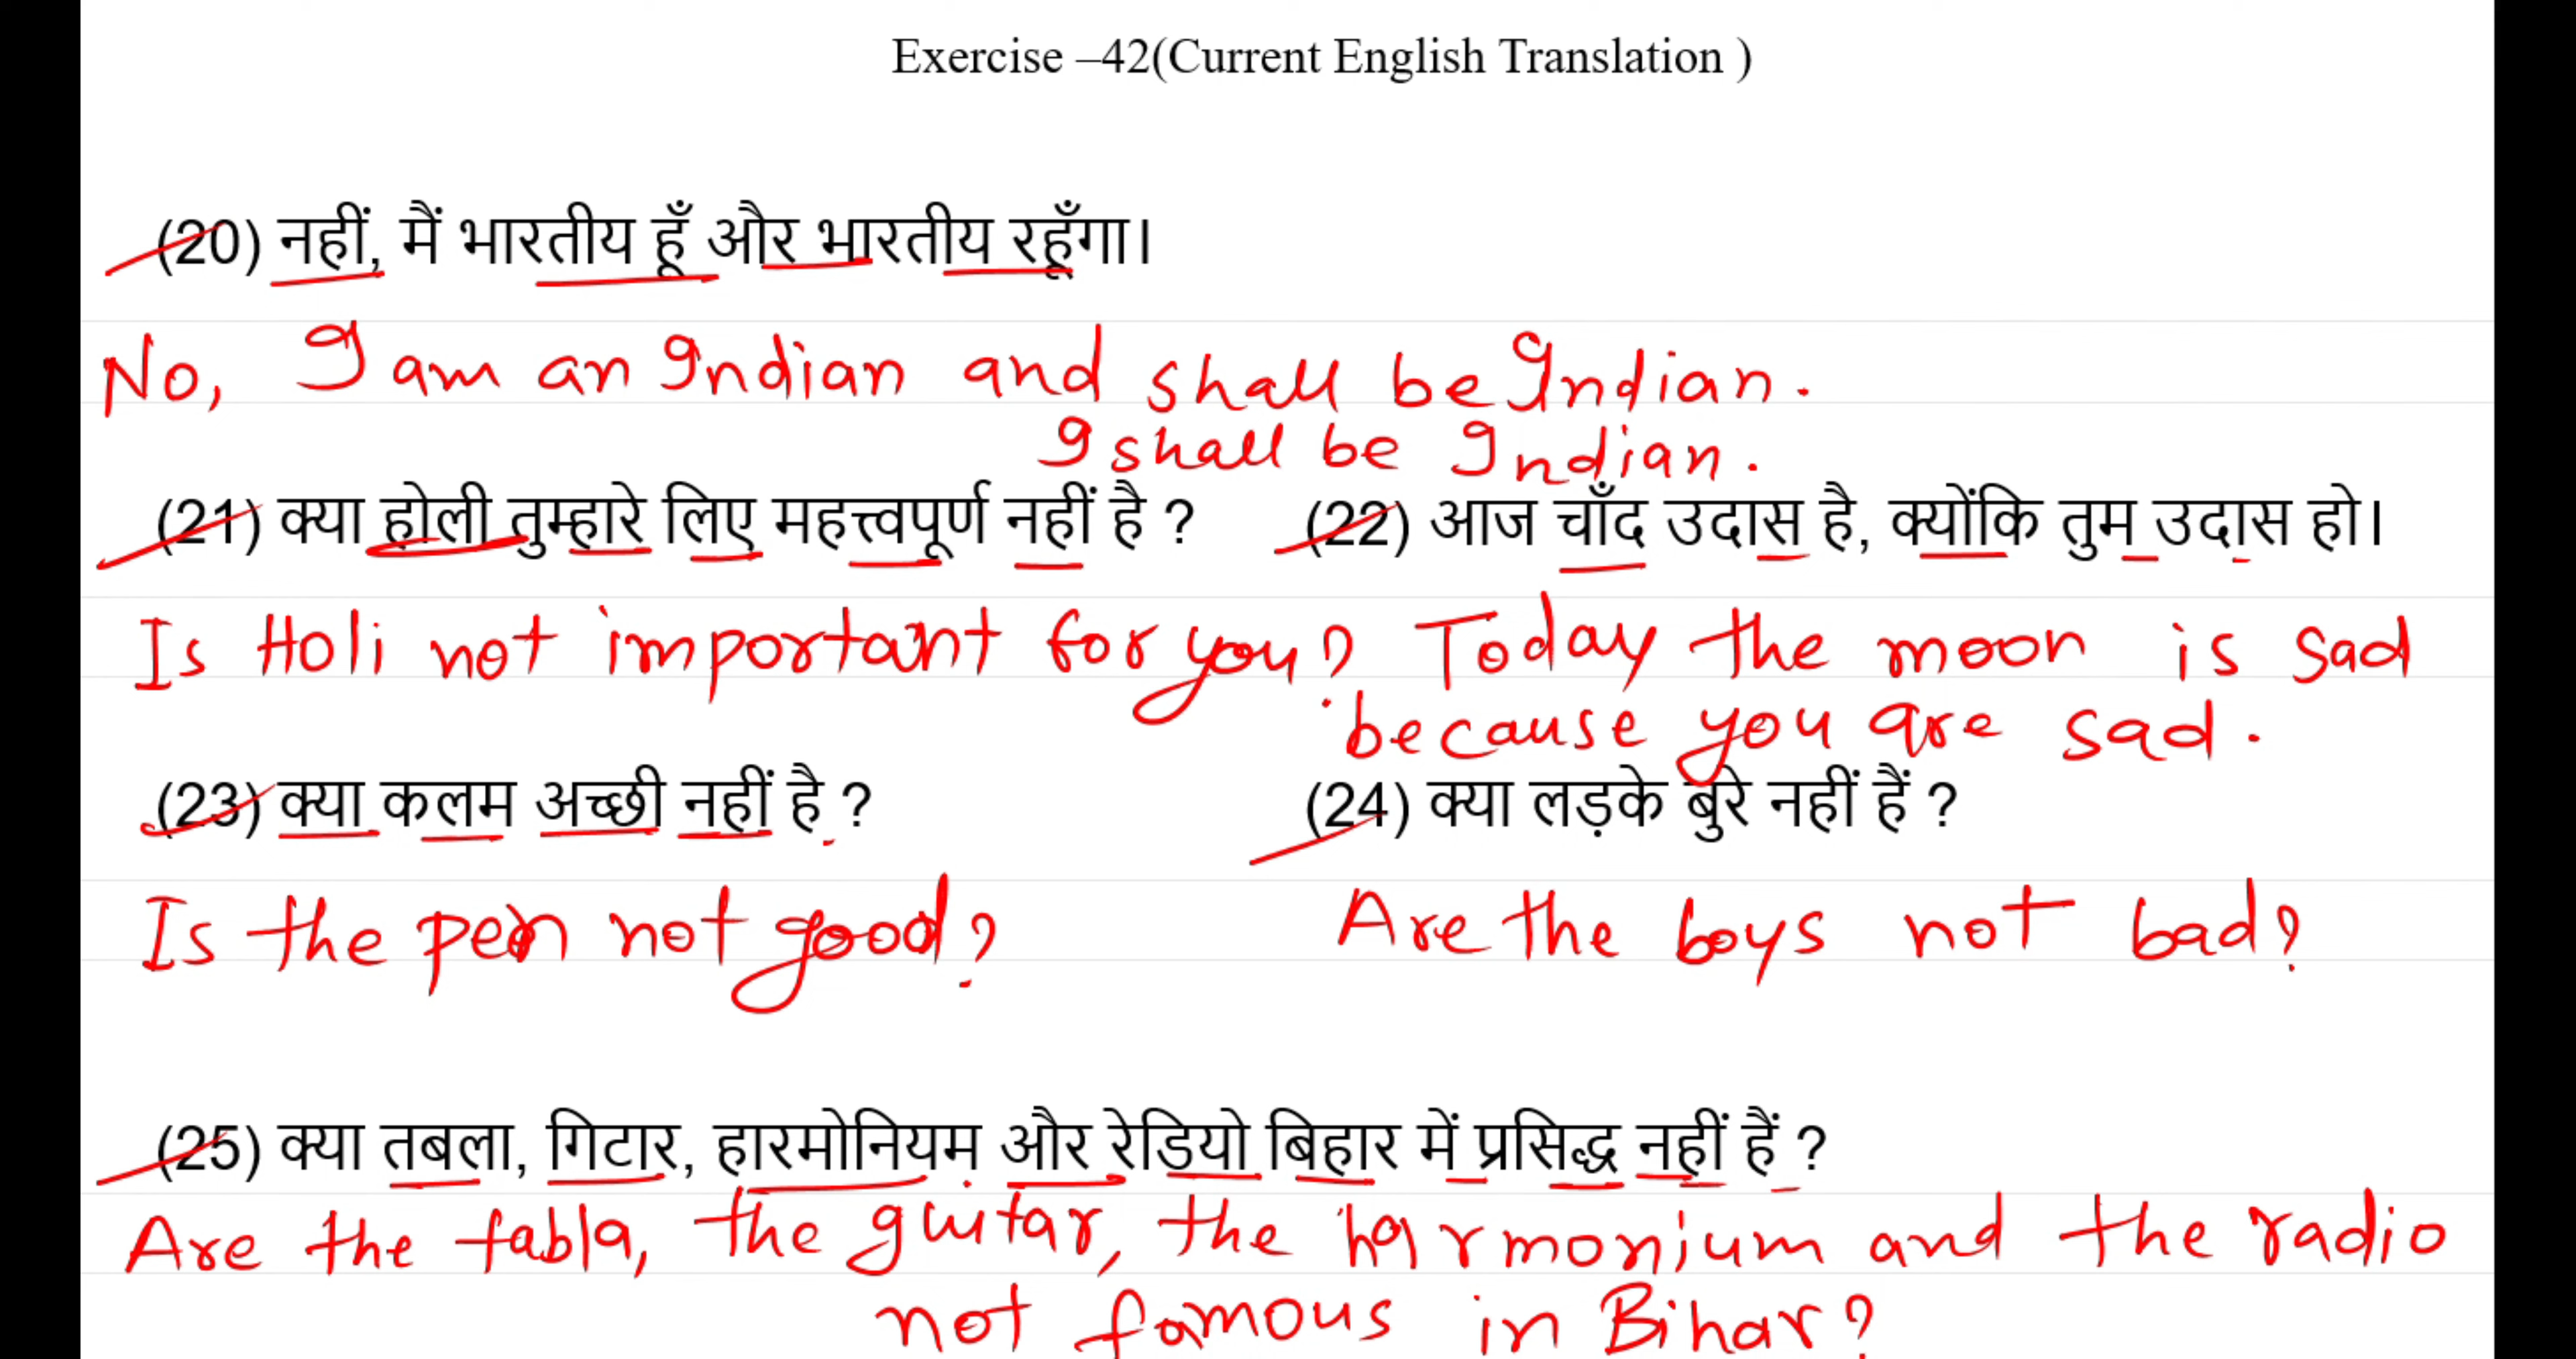 Exercise –42(Current English Translation )
(20) नहीं, मैं भारतीय हूँ और भारतीय रहूँगा।
No, I am an Indian and shall be Indian.
I shall be Indian.
(21) क्या होली तुम्हारे लिए महत्त्वपूर्ण नहीं है ?
Is Holi not important for you?
(22) आज चाँद उदास है, क्योंकि तुम उदास हो।
Today the moon is sad
because you are sad.
(23) क्या कलम अच्छी नहीं है ?
Is the pen not good?
(24) क्या लड़के बुरे नहीं हैं ?
Are the boys not bad?
(25) क्या तबला, गिटार, हारमोनियम और रेडियो बिहार में प्रसिद्ध नहीं हैं ?
Are the tabla, the guitar, the harmonium and the radio
not famous in Bihar?